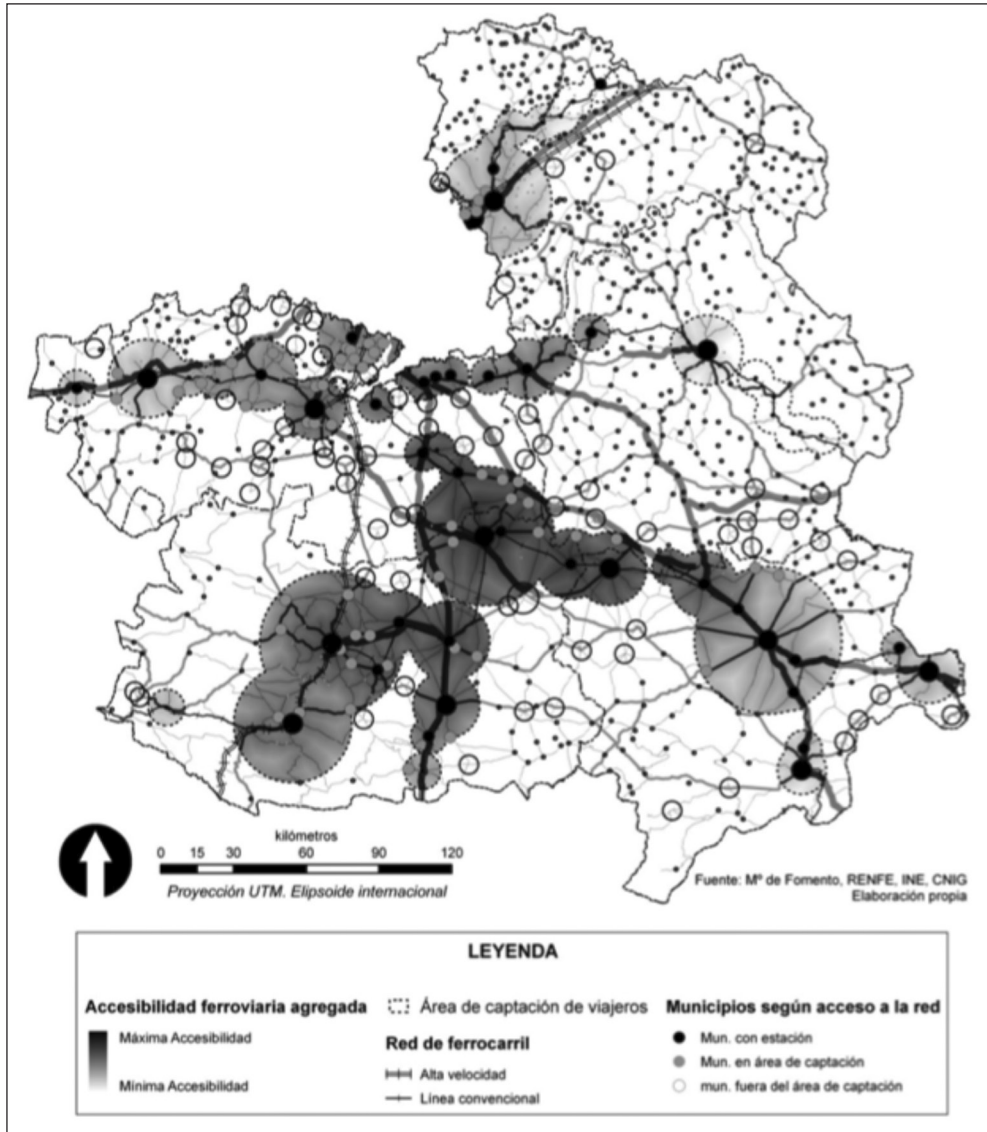 kilómetros
0 15 30 60 90 120
Proyección UTM. Elipsoide internacional
Fuente: Mº de Fomento, RENFE, INE, CNIG
Elaboración propia
LEYENDA
Accesibilidad ferroviaria agregada
Máxima Accesibilidad
Mínima Accesibilidad
Área de captación de viajeros
Red de ferrocarril
Alta velocidad
Línea convencional
Municipios según acceso a la red
Mun. con estación
Mun. en área de captación
mun. fuera del área de captación